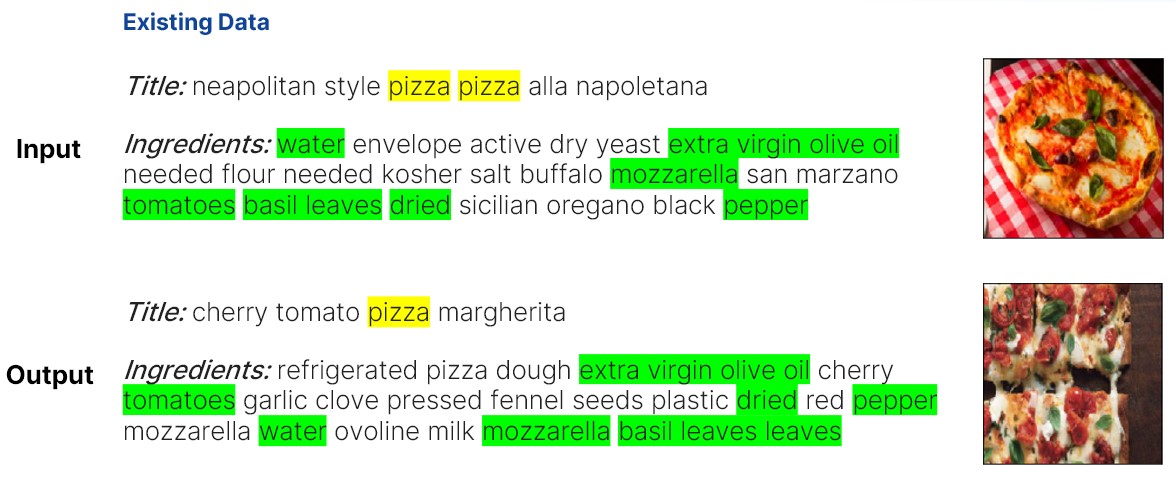 Existing Data
Title: neapolitan style pizza pizza alla napoletana
Input
Ingredients: water envelope active dry yeast extra virgin olive oil
needed flour needed kosher salt buffalo mozzarella san marzano
tomatoes basil leaves dried sicilian oregano black pepper
Title: cherry tomato pizza margherita
Output
Ingredients: refrigerated pizza dough extra virgin olive oil cherry
tomatoes garlic clove pressed fennel seeds plastic dried red pepper
mozzarella water ovoline milk mozzarella basil leaves leaves